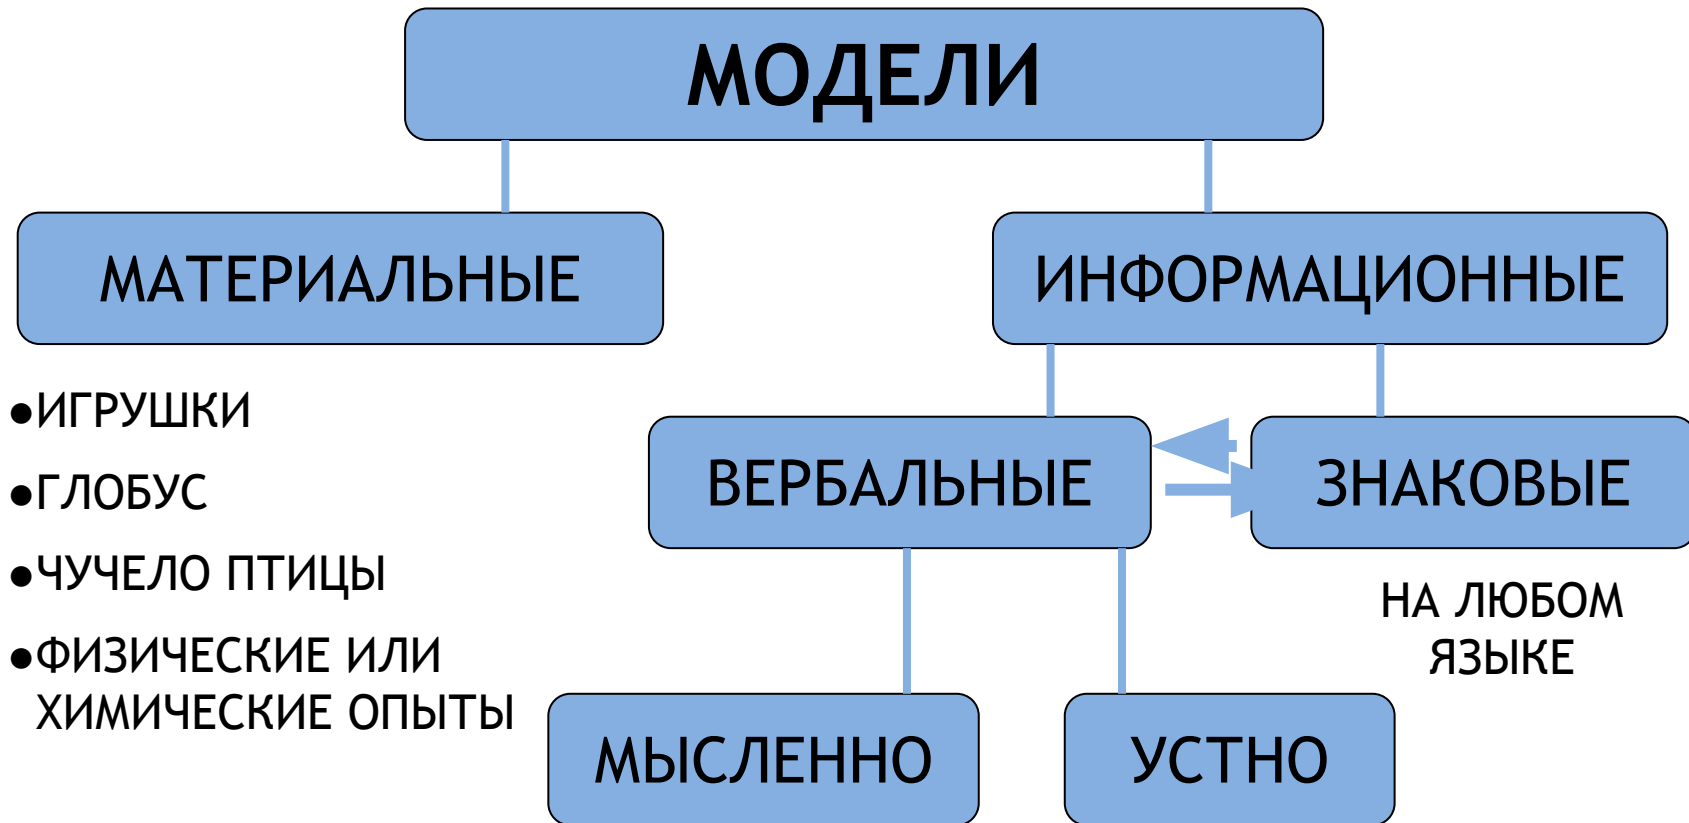 МОДЕЛИ
МАТЕРИАЛЬНЫЕ
ИНФОРМАЦИОННЫЕ
●ИГРУШКИ
●ГЛОБУС
●ЧУЧЕЛО ПТИЦЫ
●ФИЗИЧЕСКИЕ ИЛИ
ХИМИЧЕСКИЕ ОПЫТЫ
ВЕРБАЛЬНЫЕ
ЗНАКОВЫЕ
НА ЛЮБОМ
ЯЗЫКЕ
МЫСЛЕННО
УСТНО